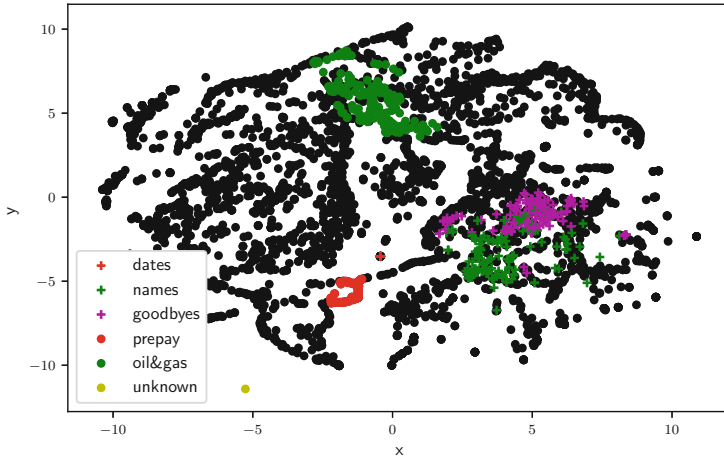 10
5
0
−5
−10
y
dates
names
goodbyes
prepay
oil&gas
unknown
−10
−5
0
5
10
x